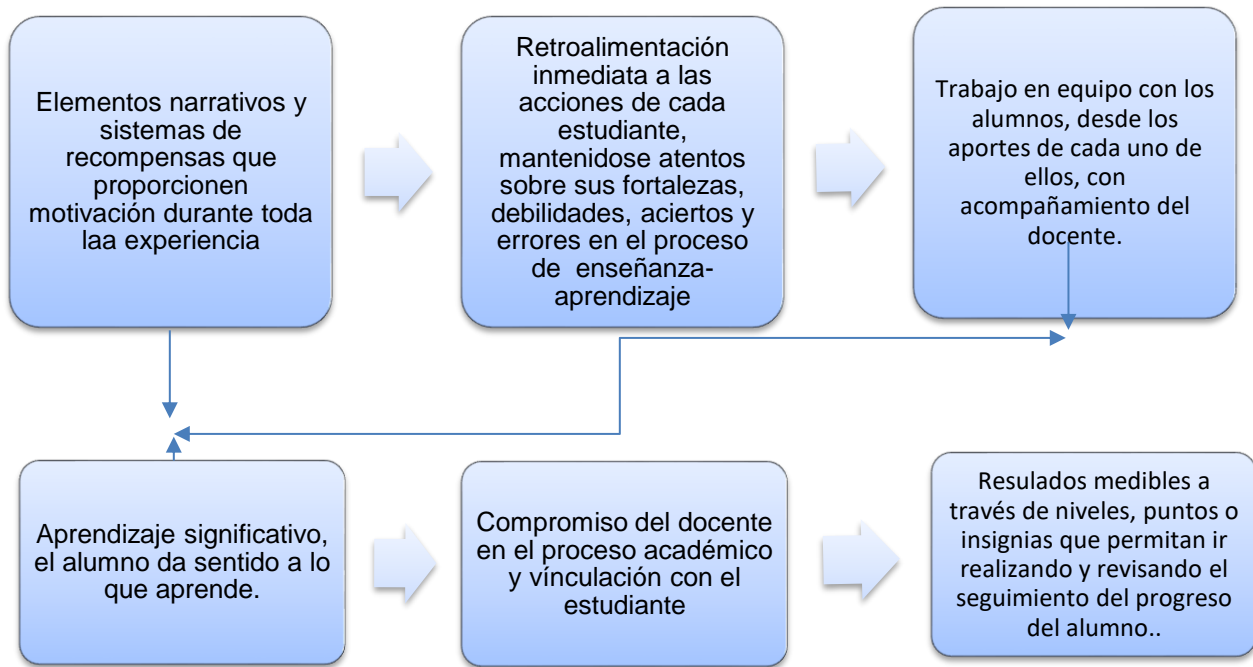 Elementos narrativos y
sistemas de
recompensas que
proporcionen
motivación durante toda
laa experiencia
Retroalimentación
inmediata a las
acciones de cada
estudiante,
mantenidose atentos
sobre sus fortalezas,
debilidades, aciertos y
errores en el proceso
de enseñanza-
aprendizaje
Trabajo en equipo con los
alumnos, desde los
aportes de cada uno de
ellos, con
acompañamiento del
docente.
Aprendizaje significativo,
el alumno da sentido a lo
que aprende.
Compromiso del docente
en el proceso académico
y vínculación con el
estudiante
Resulados medibles a
través de niveles, puntos o
insignias que permitan ir
realizando y revisando el
seguimiento del progreso
del alumno..